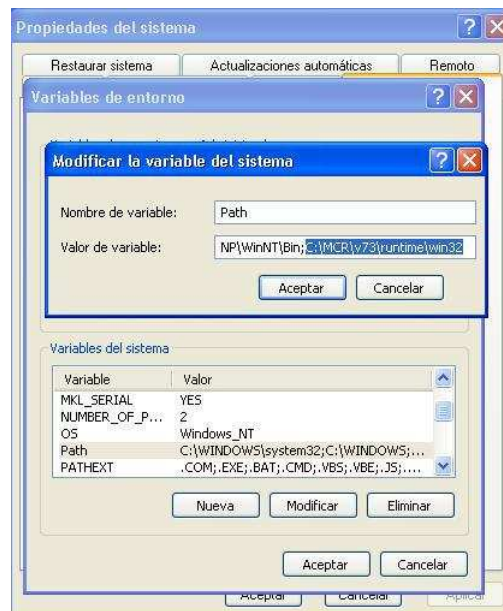 Propiedades del sistema
Restaurar sistema Actualizaciones automáticas Remoto
Variables de entorno
Modificar la variable del sistema
Nombre de variable: Path
Valor de variable: NP\WinNT\Bin;C:\MCR\v73\runtime\win32
Aceptar Cancelar
Variables del sistema
Variable Valor
MKL_SERIAL YES
NUMBER_OF_P... 2
OS Windows_NT
Path C:\WINDOWS\system32;C:\WINDOWS;...
PATHEXT .COM;.EXE;.BAT;.CMD;.VBS;.VBE;.JS;....
Nueva Modificar Eliminar
Aceptar Cancelar
Aceptar Cancelar Aplicar